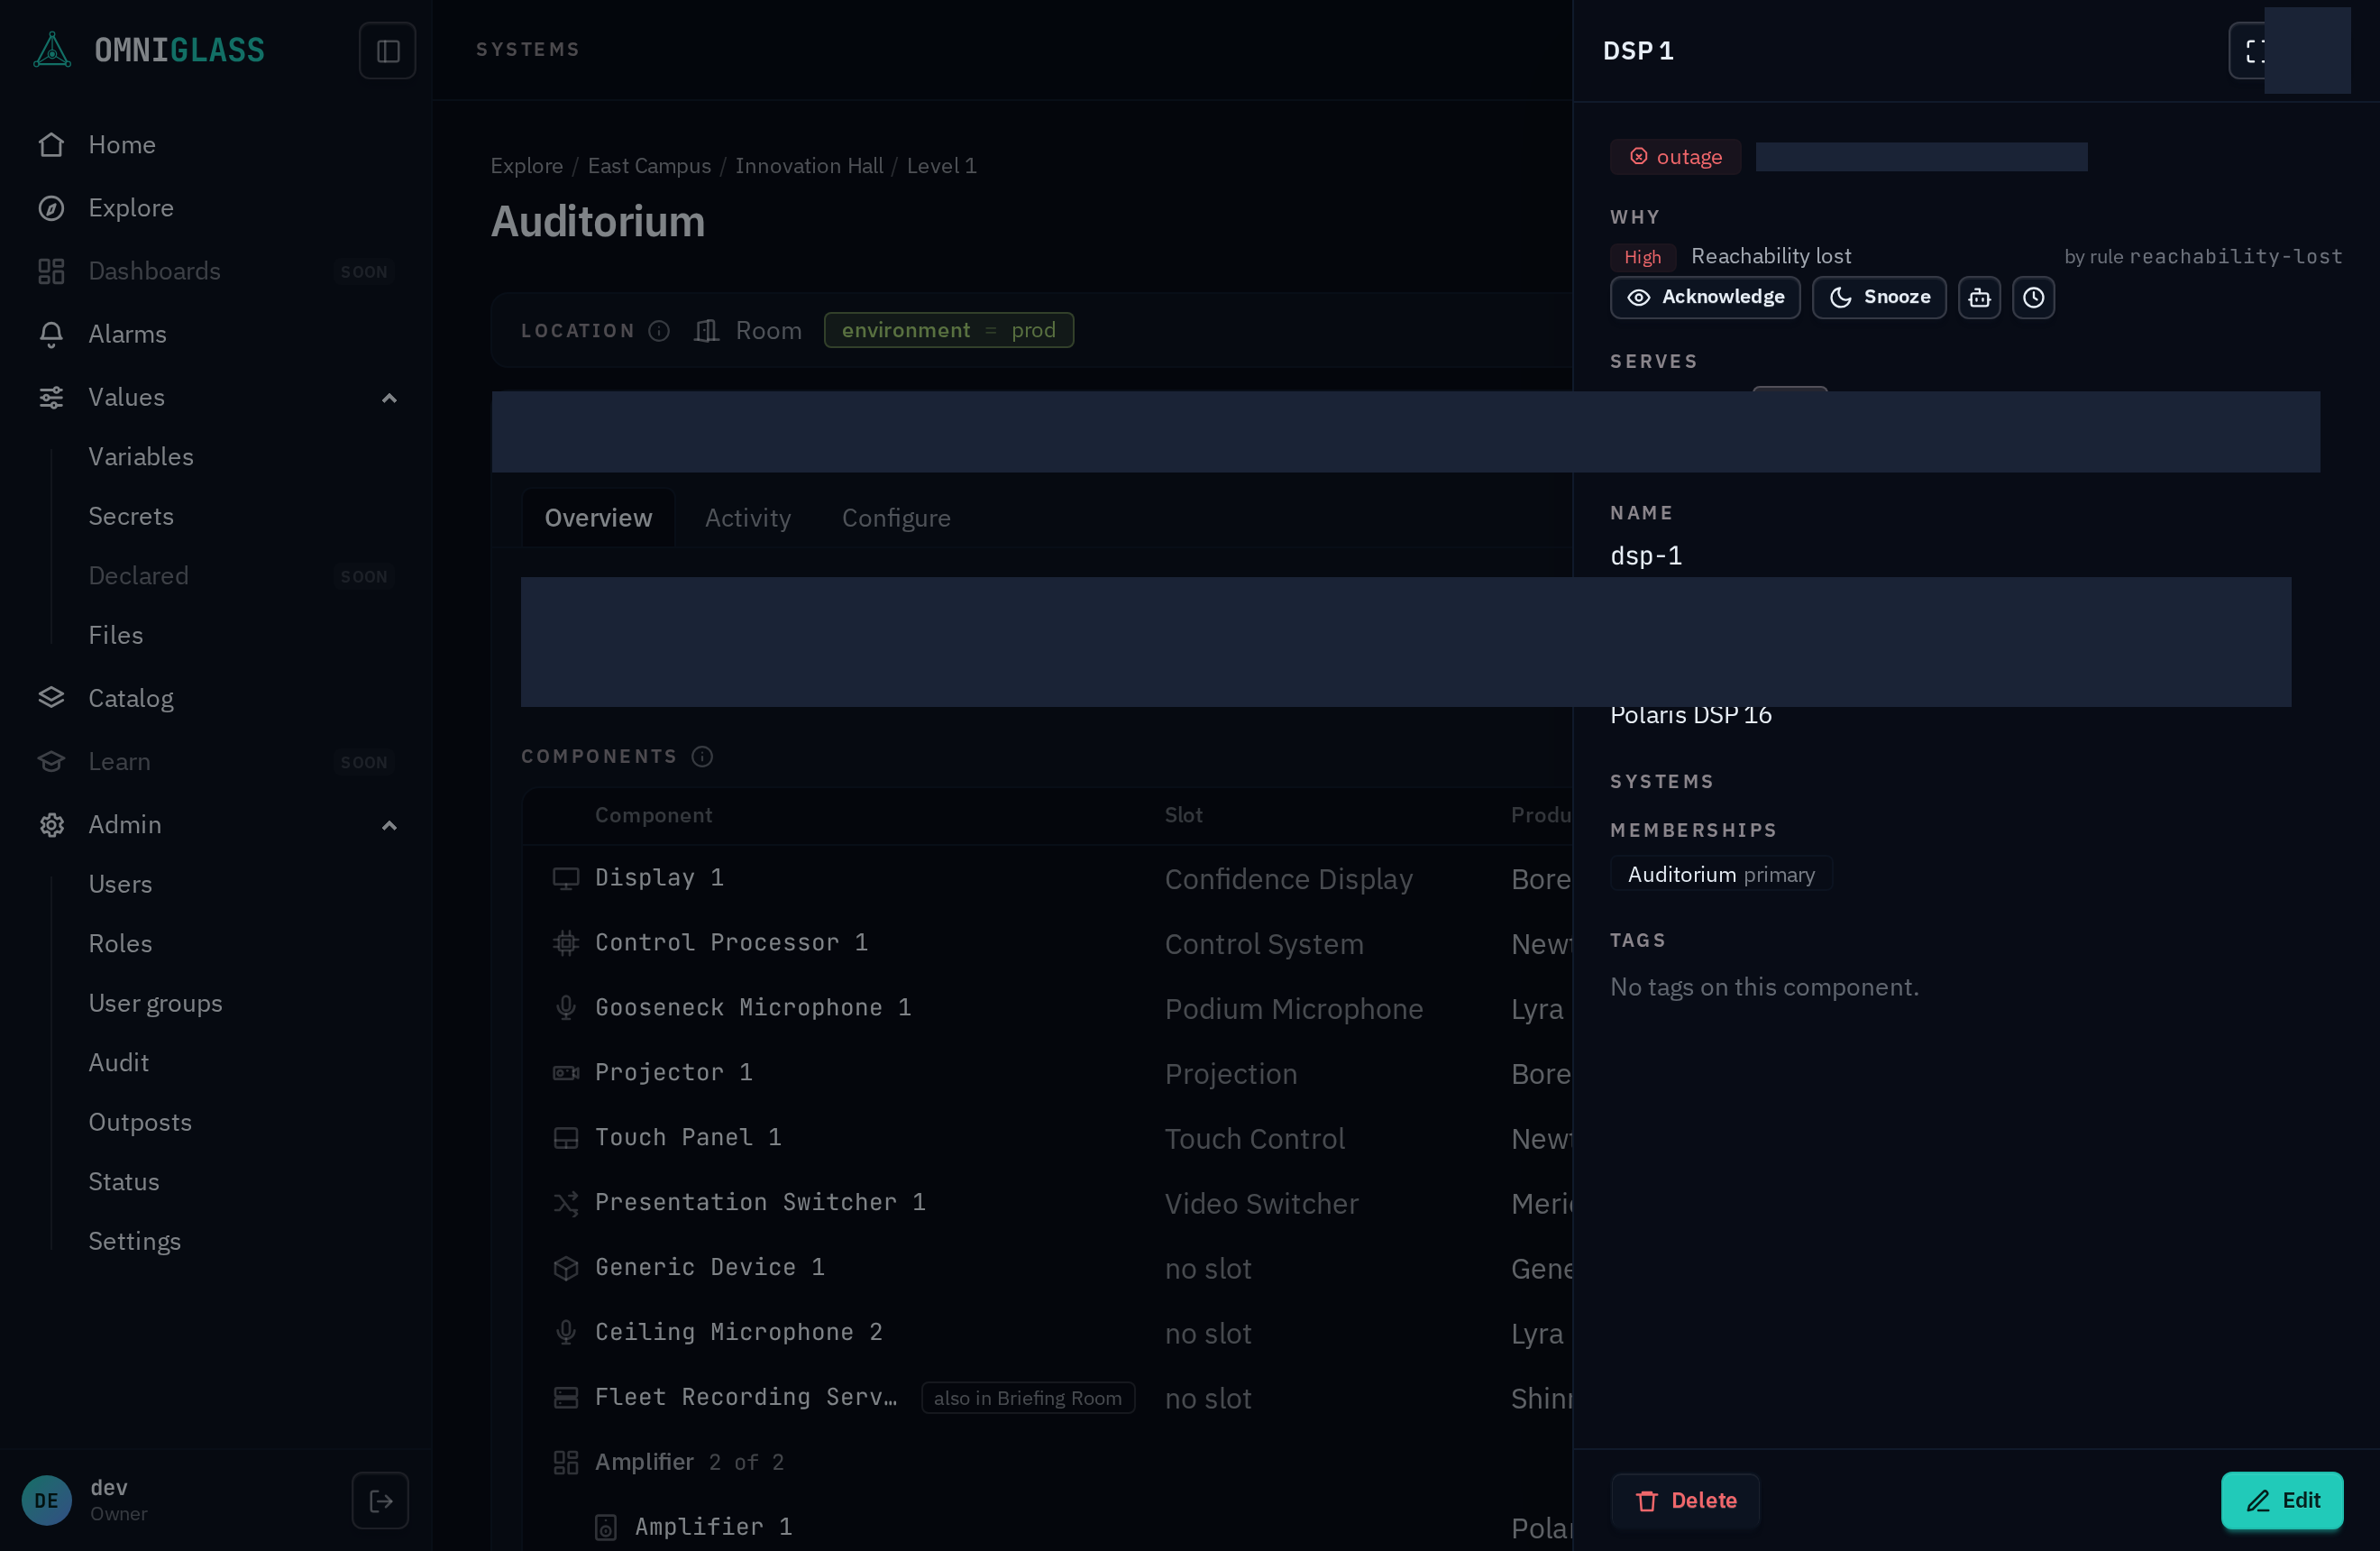 OMNIGLASS
Home
Explore
Dashboards SOON
Alarms
Values
Variables
Secrets
Declared SOON
Files
Catalog
Learn SOON
Admin
Users
Roles
User groups
Audit
Outposts
Status
Settings
DE dev
Owner
SYSTEMS
Explore / East Campus / Innovation Hall / Level 1
Auditorium
LOCATION Room environment = prod
Overview Activity Configure
COMPONENTS
Component Slot
Display 1 Confidence Display
Control Processor 1 Control System
Gooseneck Microphone 1 Podium Microphone Lyra
Projector 1 Projection
Touch Panel 1 Touch Control
Presentation Switcher 1 Video Switcher
Generic Device 1 no slot
Ceiling Microphone 2 no slot Lyra
Fleet Recording Serv… also in Briefing Room no slot
Amplifier 2 of 2
Amplifier 1
DSP 1
outage
WHY
High Reachability lost by rule reachability-lost
Acknowledge Snooze
SERVES
NAME
dsp-1
Polaris DSP 16
SYSTEMS
MEMBERSHIPS
Auditorium primary
TAGS
No tags on this component.
Delete Edit